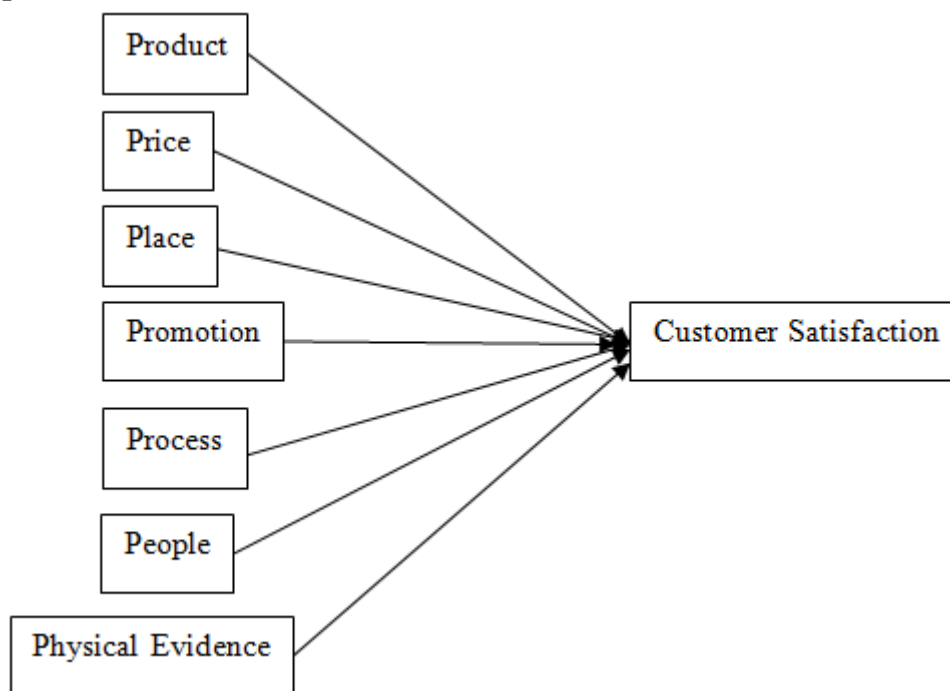 Product
Price
Place
Promotion
Customer Satisfaction
Process
People
Physical Evidence